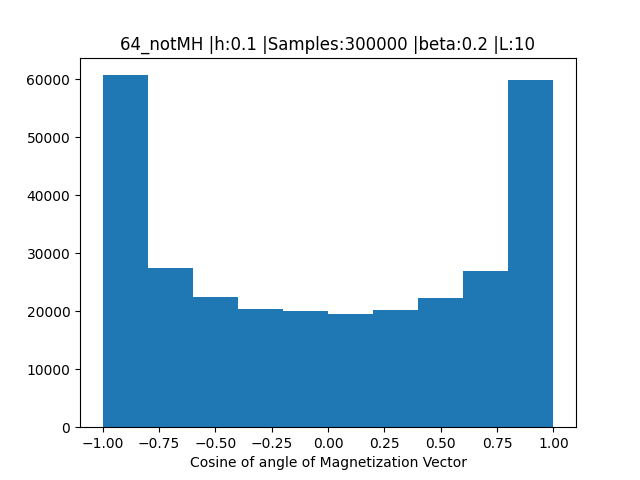 64_notMH |h:0.1 |Samples:300000 |beta:0.2 |L:10
60000
50000
40000
30000
20000
10000
0
−1.00 −0.75 −0.50 −0.25 0.00 0.25 0.50 0.75 1.00
Cosine of angle of Magnetization Vector